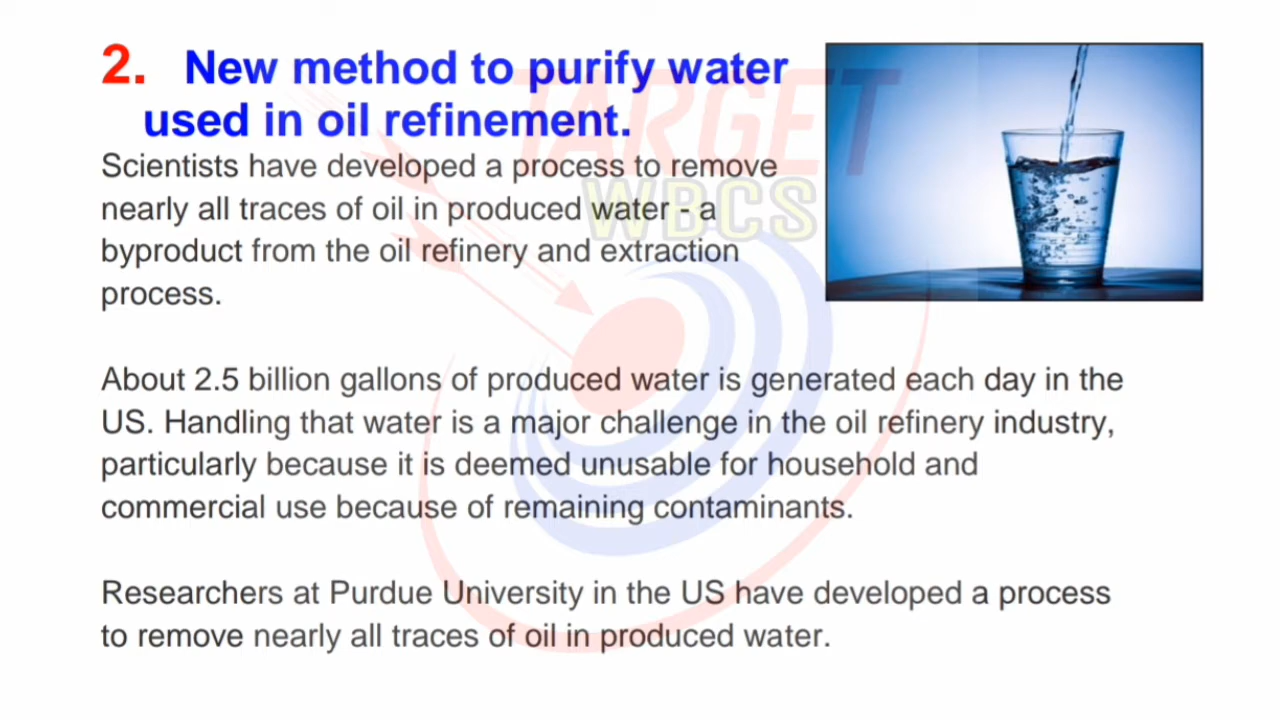 2. New method to purify water
used in oil refinement.
Scientists have developed a process to remove
nearly all traces of oil in produced water - a
byproduct from the oil refinery and extraction
process.
About 2.5 billion gallons of produced water is generated each day in the
US. Handling that water is a major challenge in the oil refinery industry,
particularly because it is deemed unusable for household and
commercial use because of remaining contaminants.
Researchers at Purdue University in the US have developed a process
to remove nearly all traces of oil in produced water.
TARGET
WBCS